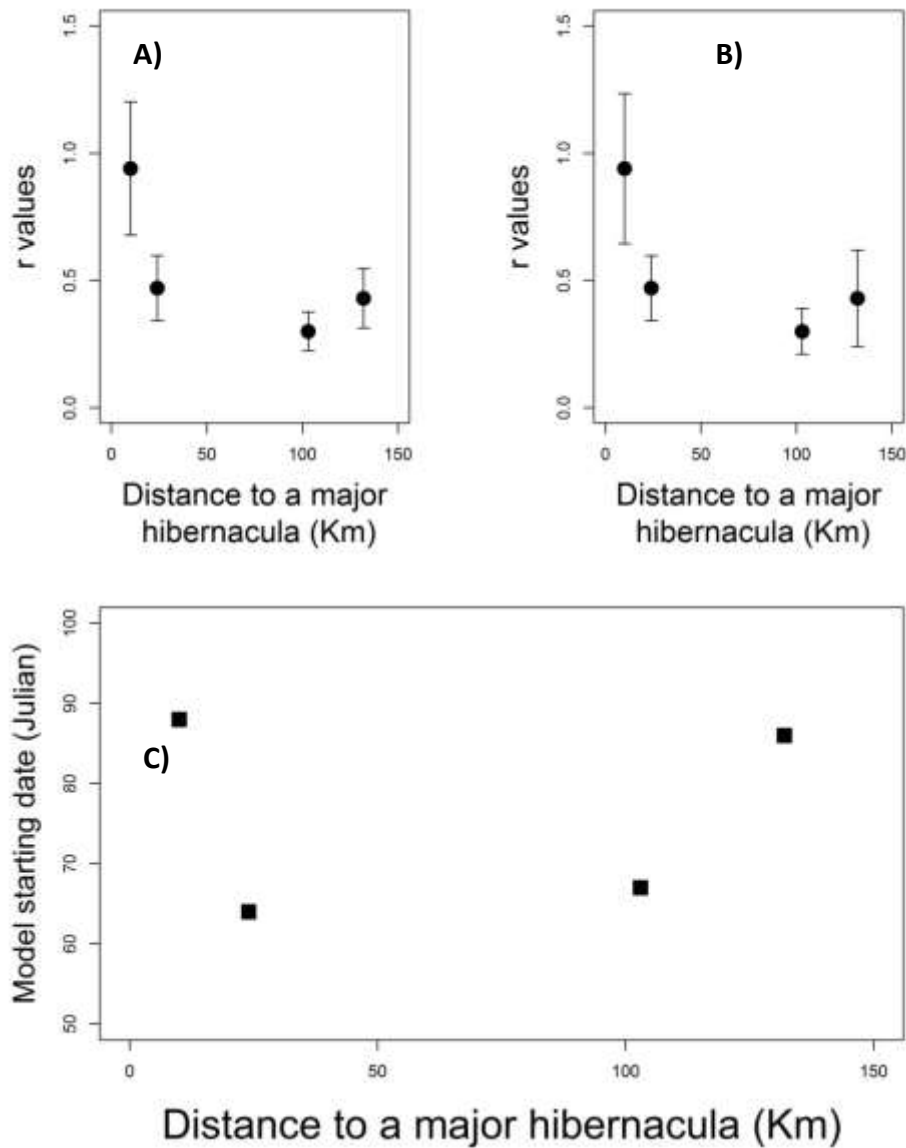 A)
r values
0.0 0.5 1.0 1.5
0 50 100 150
Distance to a major
hibernacula (Km)
B)
r values
0.0 0.5 1.0 1.5
0 50 100 150
Distance to a major
hibernacula (Km)
C)
Model starting date (Julian)
50 60 70 80 90 100
0 50 100 150
Distance to a major hibernacula (Km)